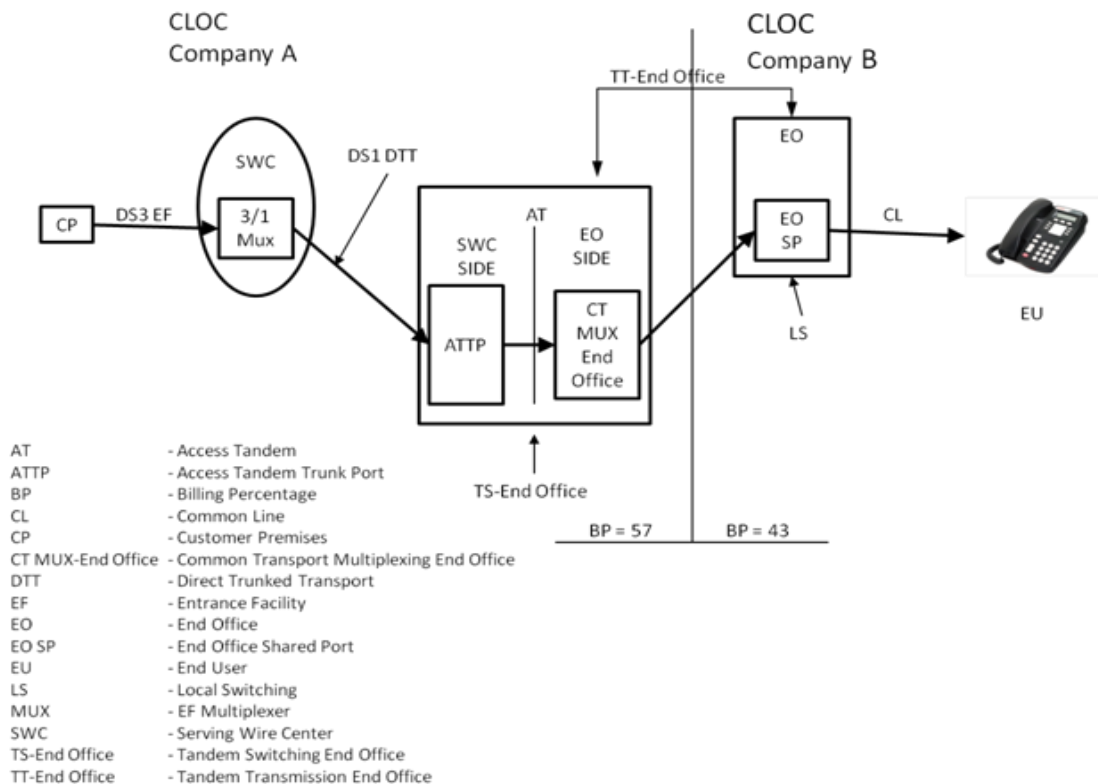 CLOC
Company A
CLOC
Company B
TT-End Office
EO
SWC
DS1 DTT
CP
DS3 EF
3/1
Mux
AT
SWC
SIDE
EO
SIDE
EO
SP
CL
ATTP
CT
MUX
End
Office
LS
EU
TS-End Office
BP = 57
BP = 43
AT - Access Tandem
ATTP - Access Tandem Trunk Port
BP - Billing Percentage
CL - Common Line
CP - Customer Premises
CT MUX-End Office - Common Transport Multiplexing End Office
DTT - Direct Trunked Transport
EF - Entrance Facility
EO - End Office
EO SP - End Office Shared Port
EU - End User
LS - Local Switching
MUX - EF Multiplexer
SWC - Serving Wire Center
TS-End Office - Tandem Switching End Office
TT-End Office - Tandem Transmission End Office